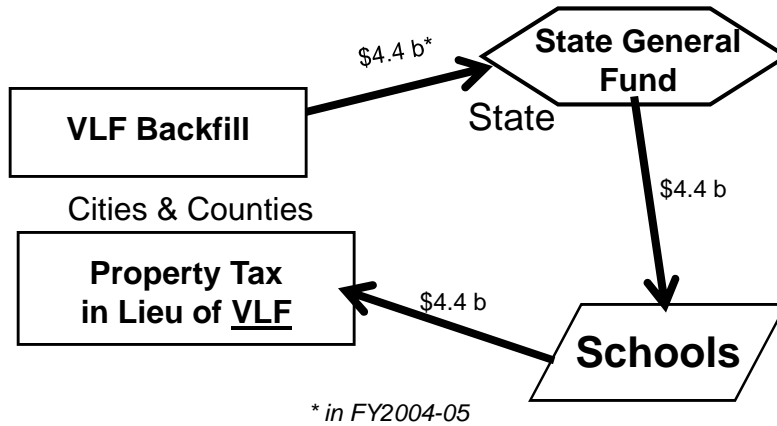 $4.4 b*
State General
Fund
VLF Backfill
State
$4.4 b
Cities & Counties
Property Tax
in Lieu of VLF
$4.4 b
Schools
* in FY2004-05